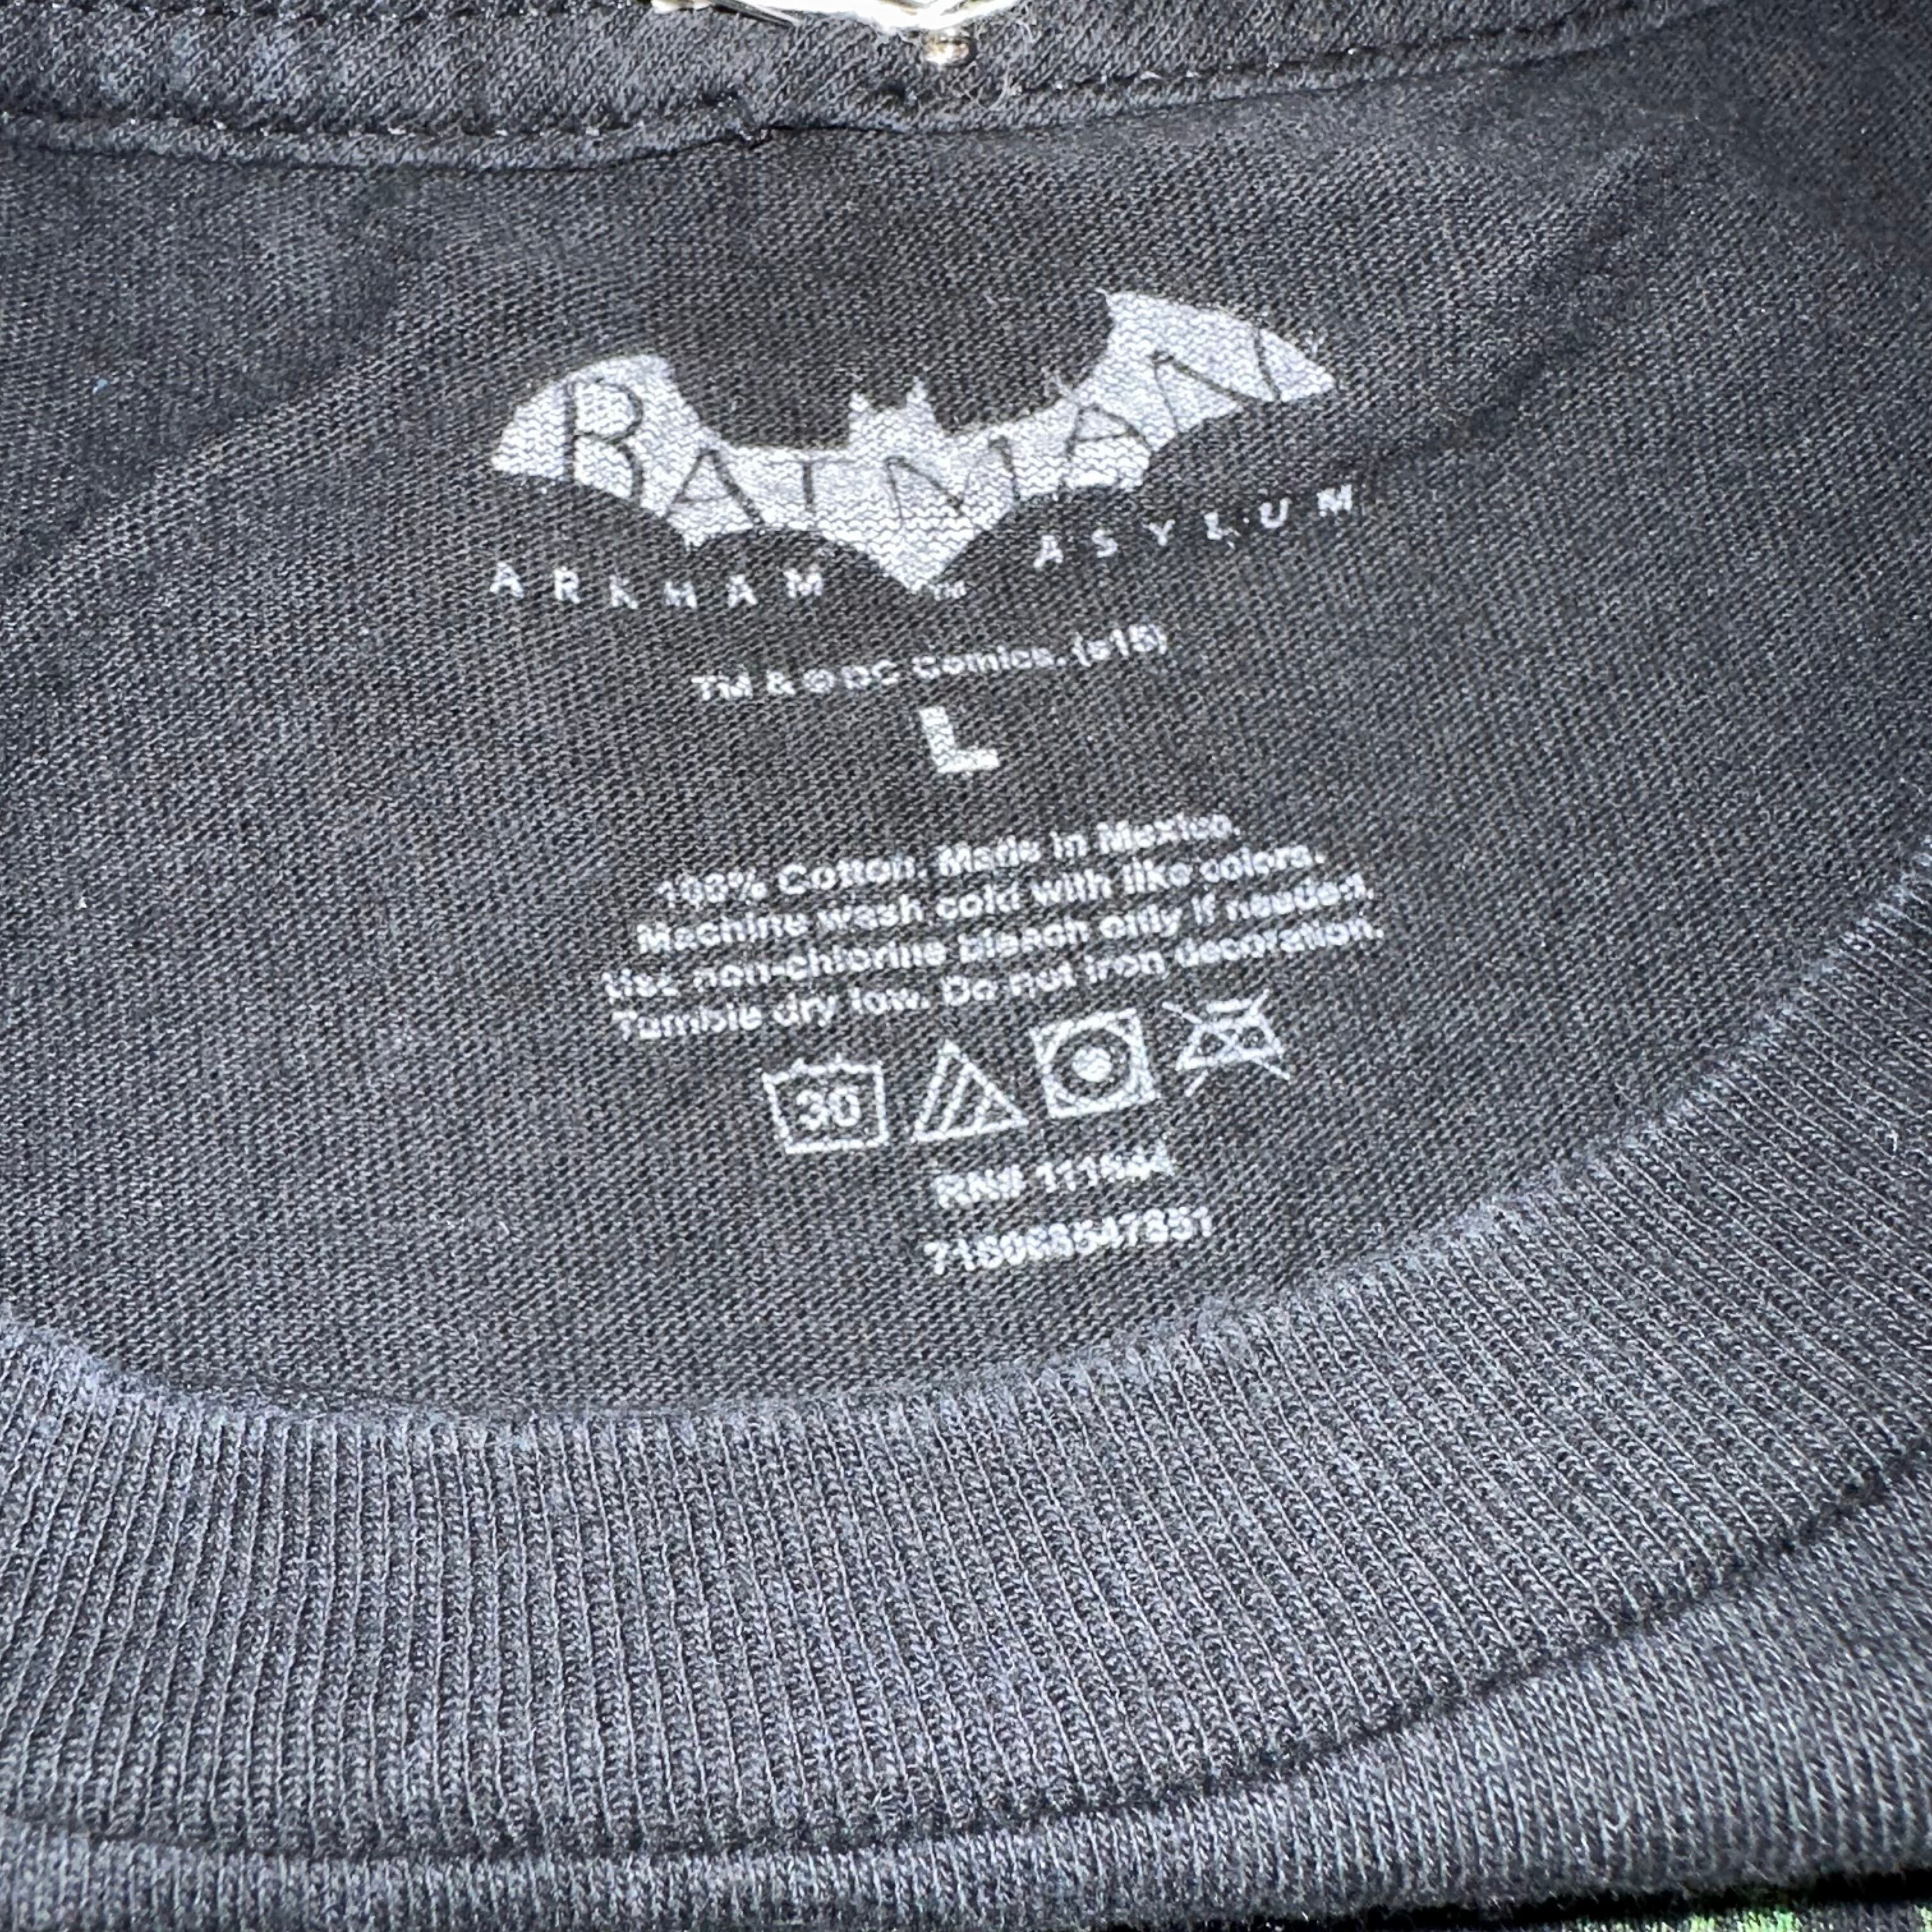 BATMAN
ARKHAM ASYLUM
TM
TM & © DC Comics. (s15)
L
100% Cotton. Made in Mexico.
Machine wash cold with like colors.
Use non-chlorine bleach only if needed.
Tumble dry low. Do not iron decoration.
30
RN#